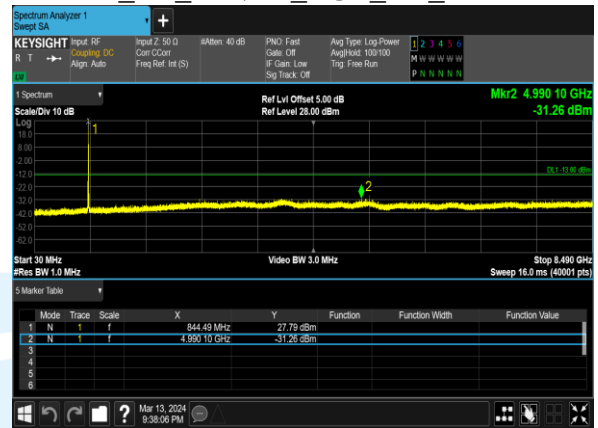 Spectrum Analyzer 1
Swept SA
+
KEYSIGHT Input: RF Input Z: 50 Ω #Atten: 40 dB PNO: Fast Avg Type: Log-Power 1 2 3 4 5 6
R T Coupling: DC Corr CCorr Gate: Off Avg|Hold: 100/100 M W W W W W
Align: Auto Freq Ref: Int (S) IF Gain: Low Trig: Free Run
LV Sig Track: Off P N N N N N
1 Spectrum Ref Lvl Offset 5.00 dB Mkr2 4.990 10 GHz
Scale/Div 10 dB Ref Level 28.00 dBm -31.26 dBm
Log
1
18.0
8.00
-2.00
DL1 -13.00 dBm
-12.0
2
-22.0
-32.0
-42.0
-52.0
-62.0
Start 30 MHz Video BW 3.0 MHz Stop 8.490 GHz
#Res BW 1.0 MHz Sweep 16.0 ms (40001 pts)
5 Marker Table
Mode Trace Scale X Y Function Function Width Function Value
1 N 1 f 844.49 MHz 27.79 dBm
2 N 1 f 4.990 10 GHz -31.26 dBm
3
4
5
6
? Mar 13, 2024
9:38:06 PM